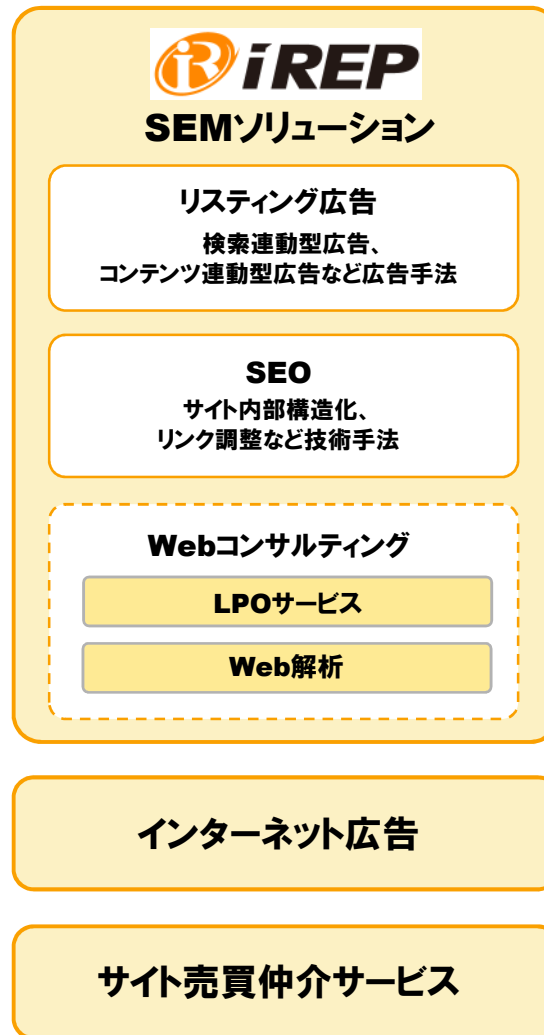 iREP
SEMソリューション
リスティング広告
検索連動型広告、
コンテンツ連動型広告など広告手法
SEO
サイト内部構造化、
リンク調整など技術手法
Webコンサルティング
LPOサービス
Web解析
インターネット広告
サイト売買仲介サービス